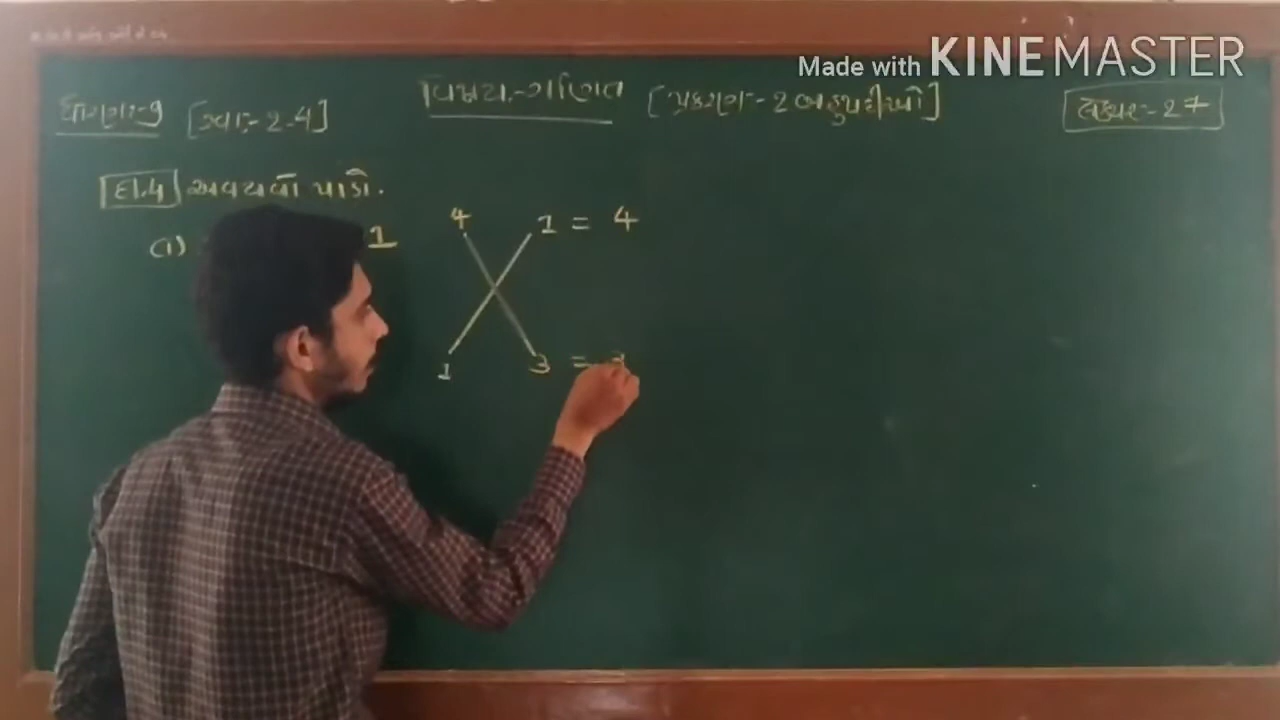 Made with KINEMASTER
ધોરણ:-9 [સ્વા:-2.4] વિષય:-ગણિત [પ્રકરણ:-2 બહુપદીઓ] લેક્ચર:-27
દા.4 અવયવો પાડો.
(1) 1
4 1 = 4
1 3 = 3